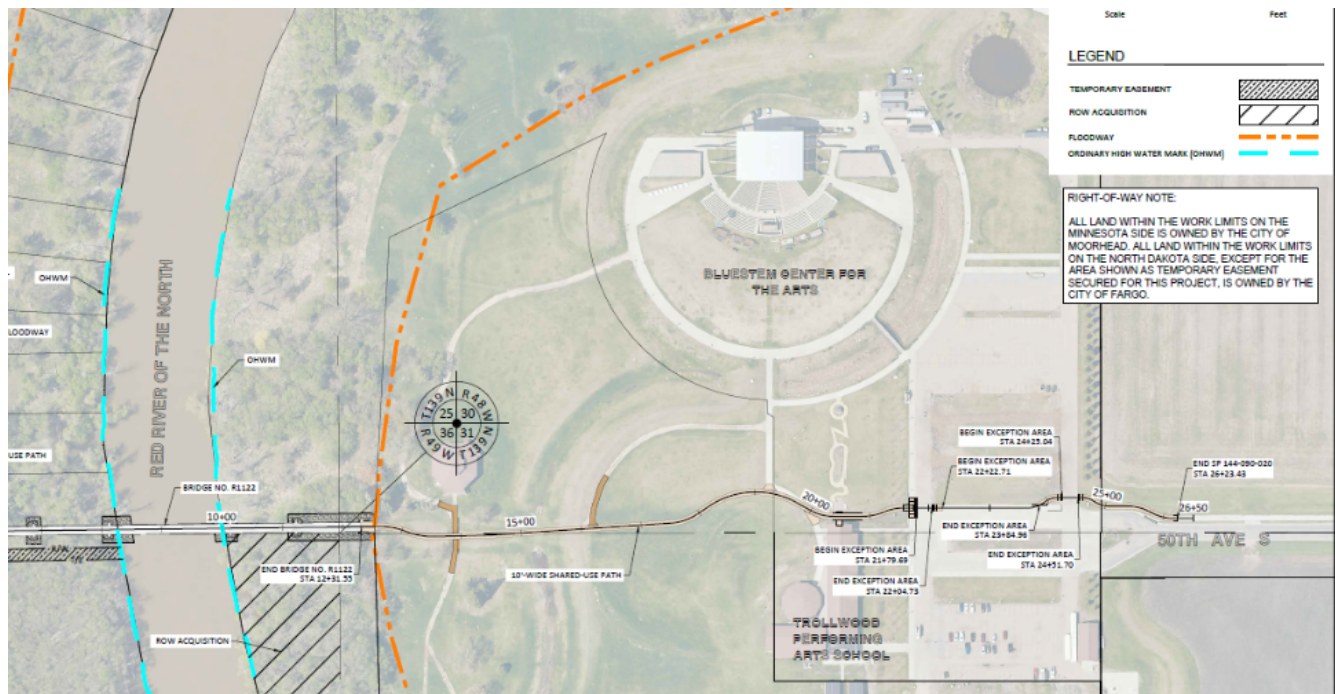 Scale Feet
LEGEND
TEMPORARY EASEMENT
ROW ACQUISITION
FLOODWAY
ORDINARY HIGH WATER MARK (OHWM)
RIGHT-OF-WAY NOTE:
ALL LAND WITHIN THE WORK LIMITS ON THE
MINNESOTA SIDE IS OWNED BY THE CITY OF
MOORHEAD. ALL LAND WITHIN THE WORK LIMITS
ON THE NORTH DAKOTA SIDE, EXCEPT FOR THE
AREA SHOWN AS TEMPORARY EASEMENT
SECURED FOR THIS PROJECT, IS OWNED BY THE
CITY OF FARGO.
BLUESTEM CENTER FOR
THE ARTS
OHWM
LOODWAY
RED RIVER OF THE NORTH
OHWM
T139N R48W
25 30
36 31
R49W T139N
USE PATH
BRIDGE NO. R1122
10+00
15+00
20+00
25+00
26+50
BEGIN EXCEPTION AREA
STA 24+25.04
BEGIN EXCEPTION AREA
STA 22+22.71
END SP 144-090-020
STA 26+23.43
END EXCEPTION AREA
STA 23+84.96
50TH AVE S
BEGIN EXCEPTION AREA
STA 21+79.69
END EXCEPTION AREA
STA 24+51.70
END BRIDGE NO. R1122
STA 12+31.55
10'-WIDE SHARED-USE PATH
END EXCEPTION AREA
STA 22+04.73
ROW ACQUISITION
TROLLWOOD
PERFORMING
ARTS SCHOOL